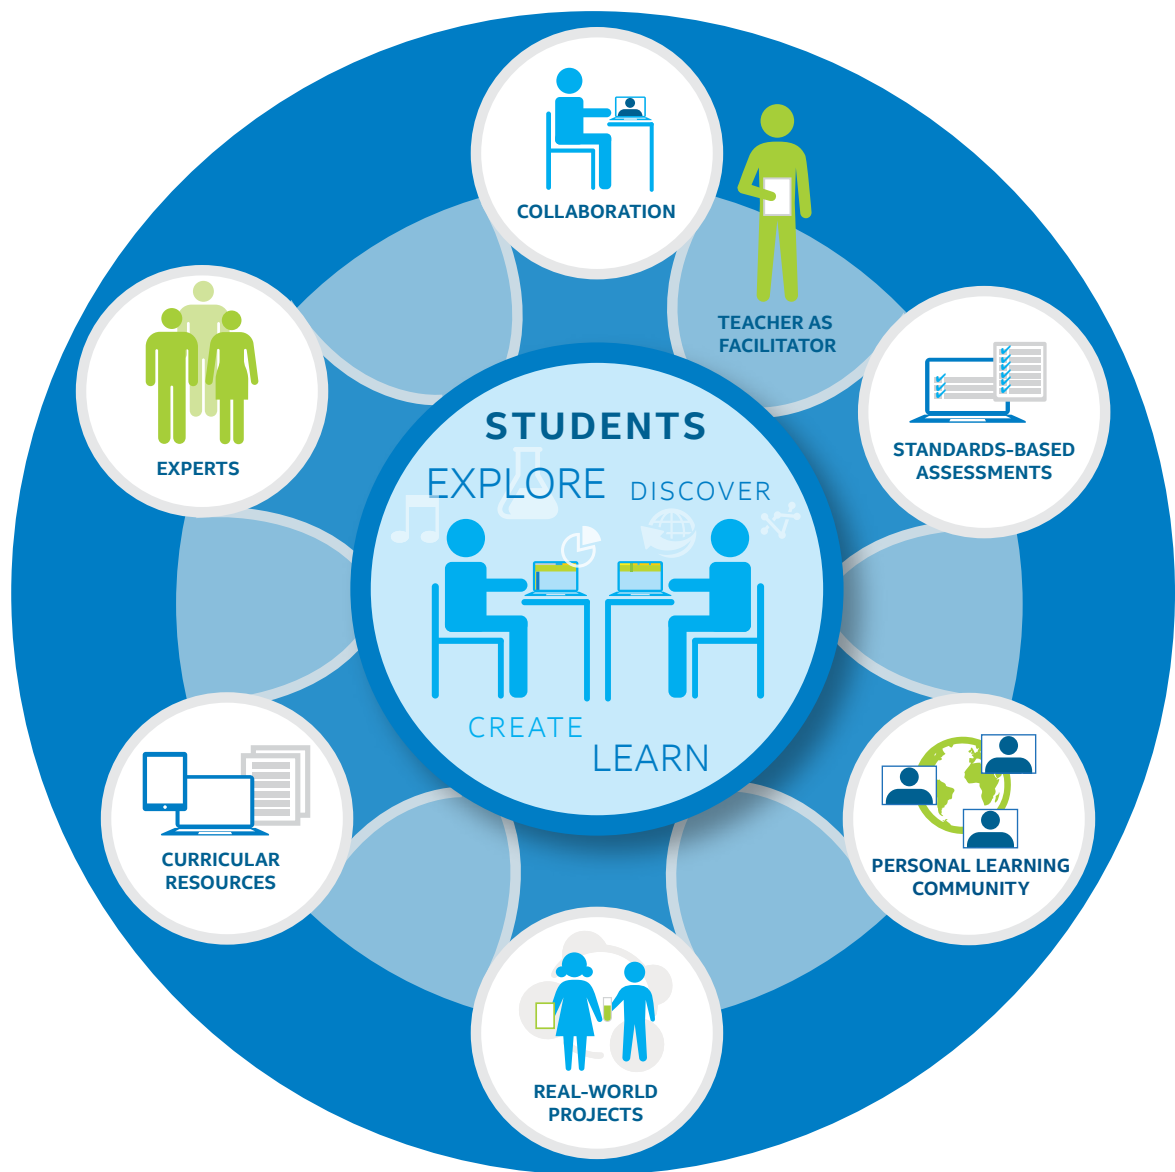 COLLABORATION
TEACHER AS
FACILITATOR
STANDARDS-BASED
ASSESSMENTS
EXPERTS
STUDENTS
EXPLORE
DISCOVER
CREATE
LEARN
CURRICULAR
RESOURCES
PERSONAL LEARNING
COMMUNITY
REAL-WORLD
PROJECTS